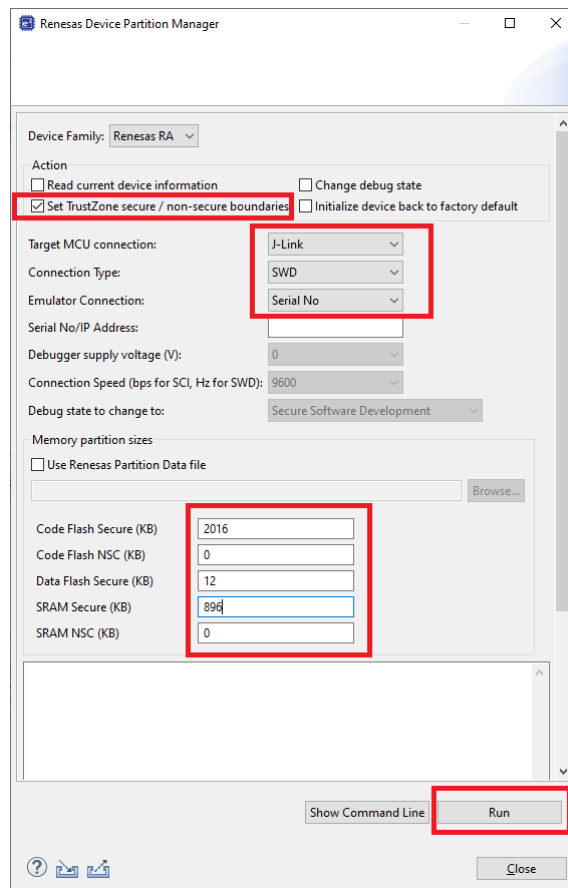 Renesas Device Partition Manager
Device Family: Renesas RA
Action
Read current device information Change debug state
Set TrustZone secure / non-secure boundaries Initialize device back to factory default
Target MCU connection: J-Link
Connection Type: SWD
Emulator Connection: Serial No
Serial No/IP Address:
Debugger supply voltage (V): 0
Connection Speed (bps for SCI, Hz for SWD): 9600
Debug state to change to: Secure Software Development
Memory partition sizes
Use Renesas Partition Data file
Browse...
Code Flash Secure (KB) 2016
Code Flash NSC (KB) 0
Data Flash Secure (KB) 12
SRAM Secure (KB) 896
SRAM NSC (KB) 0
Show Command Line Run
Close